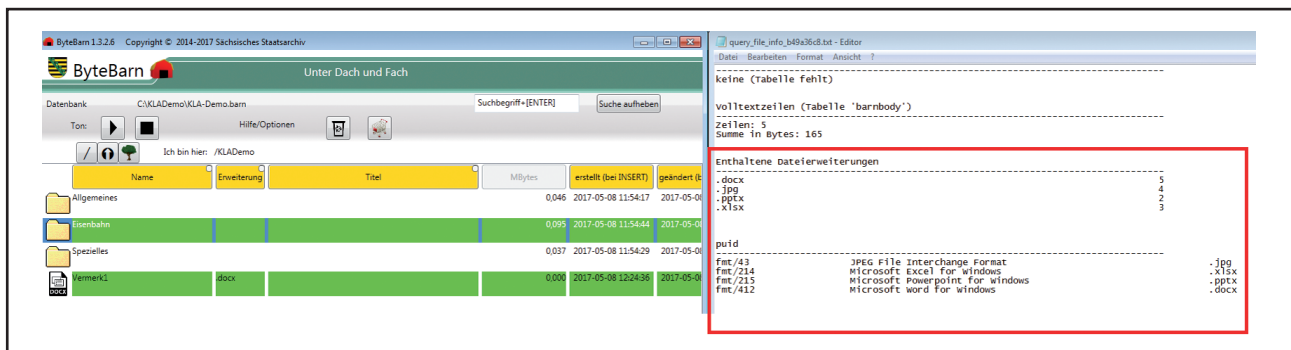 ByteBarn 1.3.2.6 Copyright © 2014-2017 Sächsisches Staatsarchiv
ByteBarn
Unter Dach und Fach
Datenbank C:\KLADemo\KLA-Demo.barn
Suchbegriff+[ENTER]
Suche aufheben
Ton:
Hilfe/Optionen
/
Ich bin hier: /KLADemo
Name Erweiterung Titel MBytes erstellt (bei INSERT) geändert (b
Allgemeines 0,046 2017-05-08 11:54:17 2017-05-08
Eisenbahn 0,095 2017-05-08 11:54:44 2017-05-08
Spezielles 0,037 2017-05-08 11:54:29 2017-05-08
Vermerk1 .docx 0,000 2017-05-08 12:24:36 2017-05-08
DOCX
query_file_info_b49a36c8.txt - Editor
Datei Bearbeiten Format Ansicht ?
keine (Tabelle fehlt)
Volltextzeilen (Tabelle 'barnbody')
Zeilen: 5
Summe in Bytes: 165
Enthaltene Dateierweiterungen
.docx 5
.jpg 4
.pptx 2
.xlsx 3
puid
fmt/43 JPEG File Interchange Format .jpg
fmt/214 Microsoft Excel for Windows .xlsx
fmt/215 Microsoft Powerpoint for Windows .pptx
fmt/412 Microsoft Word for Windows .docx